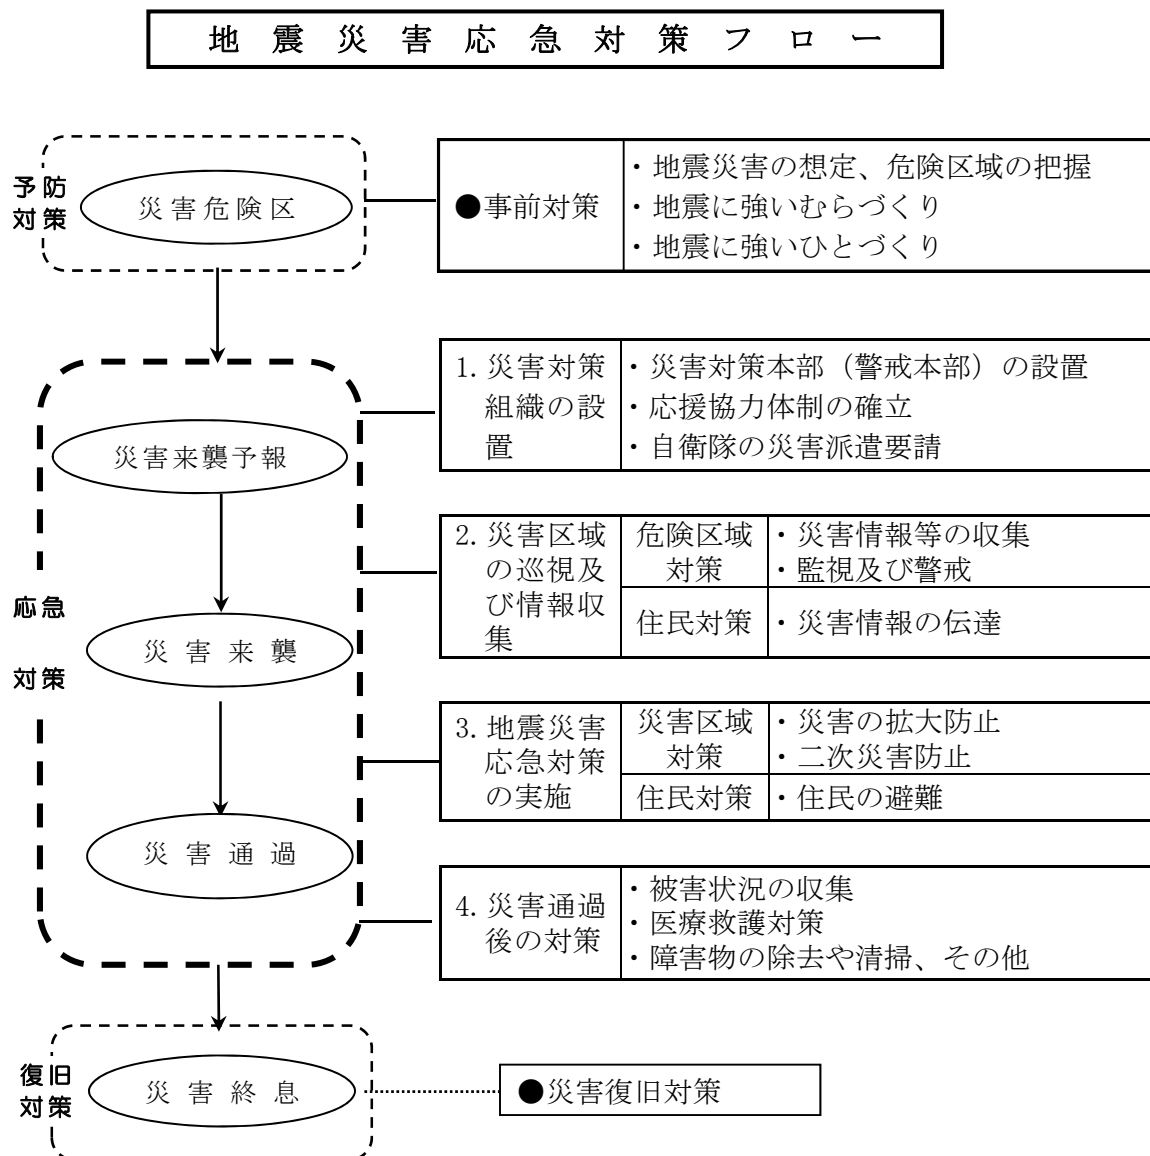 地震災害応急対策フロー
予防
対策
災害危険区
●事前対策
・地震災害の想定、危険区域の把握
・地震に強いむらづくり
・地震に強いひとづくり
応急
対策
災害来襲予報
災害来襲
災害通過
1. 災害対策
組織の設
置
・災害対策本部（警戒本部）の設置
・応援協力体制の確立
・自衛隊の災害派遣要請
2. 災害区域
の巡視及
び情報収
集
危険区域
対策
・災害情報等の収集
・監視及び警戒
住民対策
・災害情報の伝達
3. 地震災害
応急対策
の実施
災害区域
対策
・災害の拡大防止
・二次災害防止
住民対策
・住民の避難
4. 災害通過
後の対策
・被害状況の収集
・医療救護対策
・障害物の除去や清掃、その他
復旧
対策
災害終息
●災害復旧対策